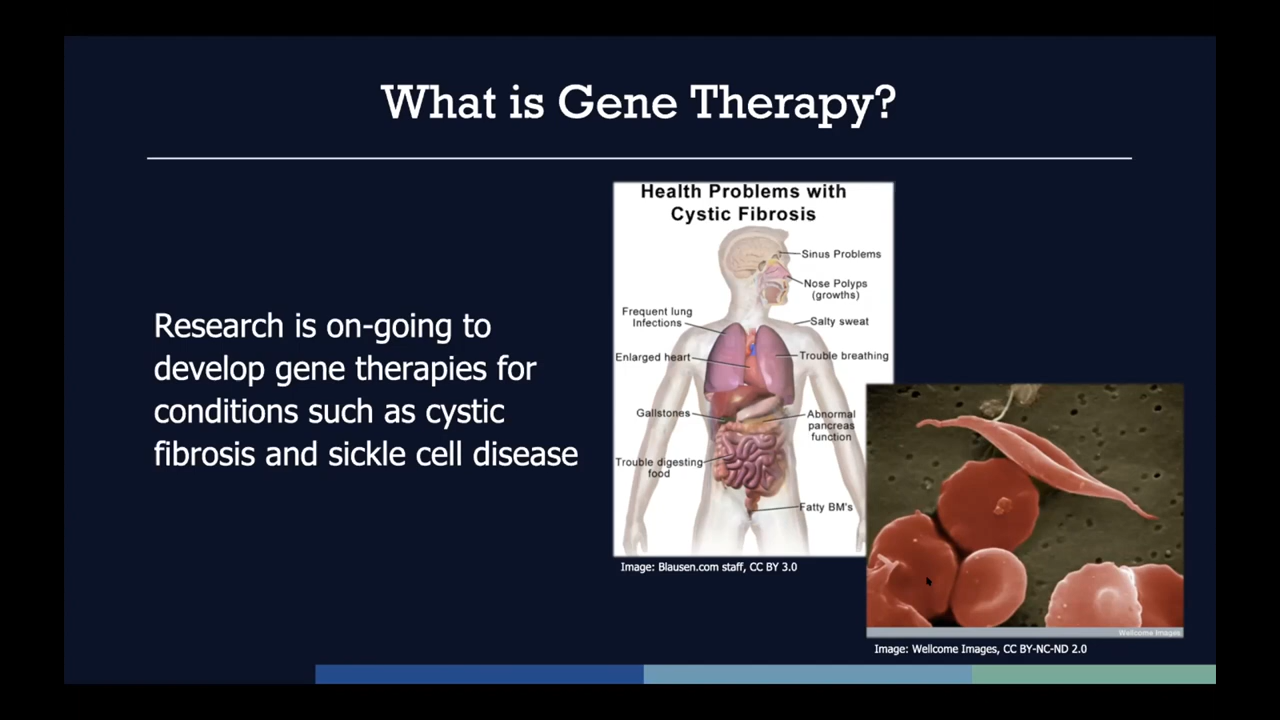 What is Gene Therapy?
Research is on-going to
develop gene therapies for
conditions such as cystic
fibrosis and sickle cell disease
Health Problems with
Cystic Fibrosis
Sinus Problems
Nose Polyps
(growths)
Frequent lung
Infections
Salty sweat
Enlarged heart
Trouble breathing
Gallstones
Abnormal
pancreas
function
Trouble digesting
food
Fatty BM's
Image: Blausen.com staff, CC BY 3.0
Wellcome Images
Image: Wellcome Images, CC BY-NC-ND 2.0